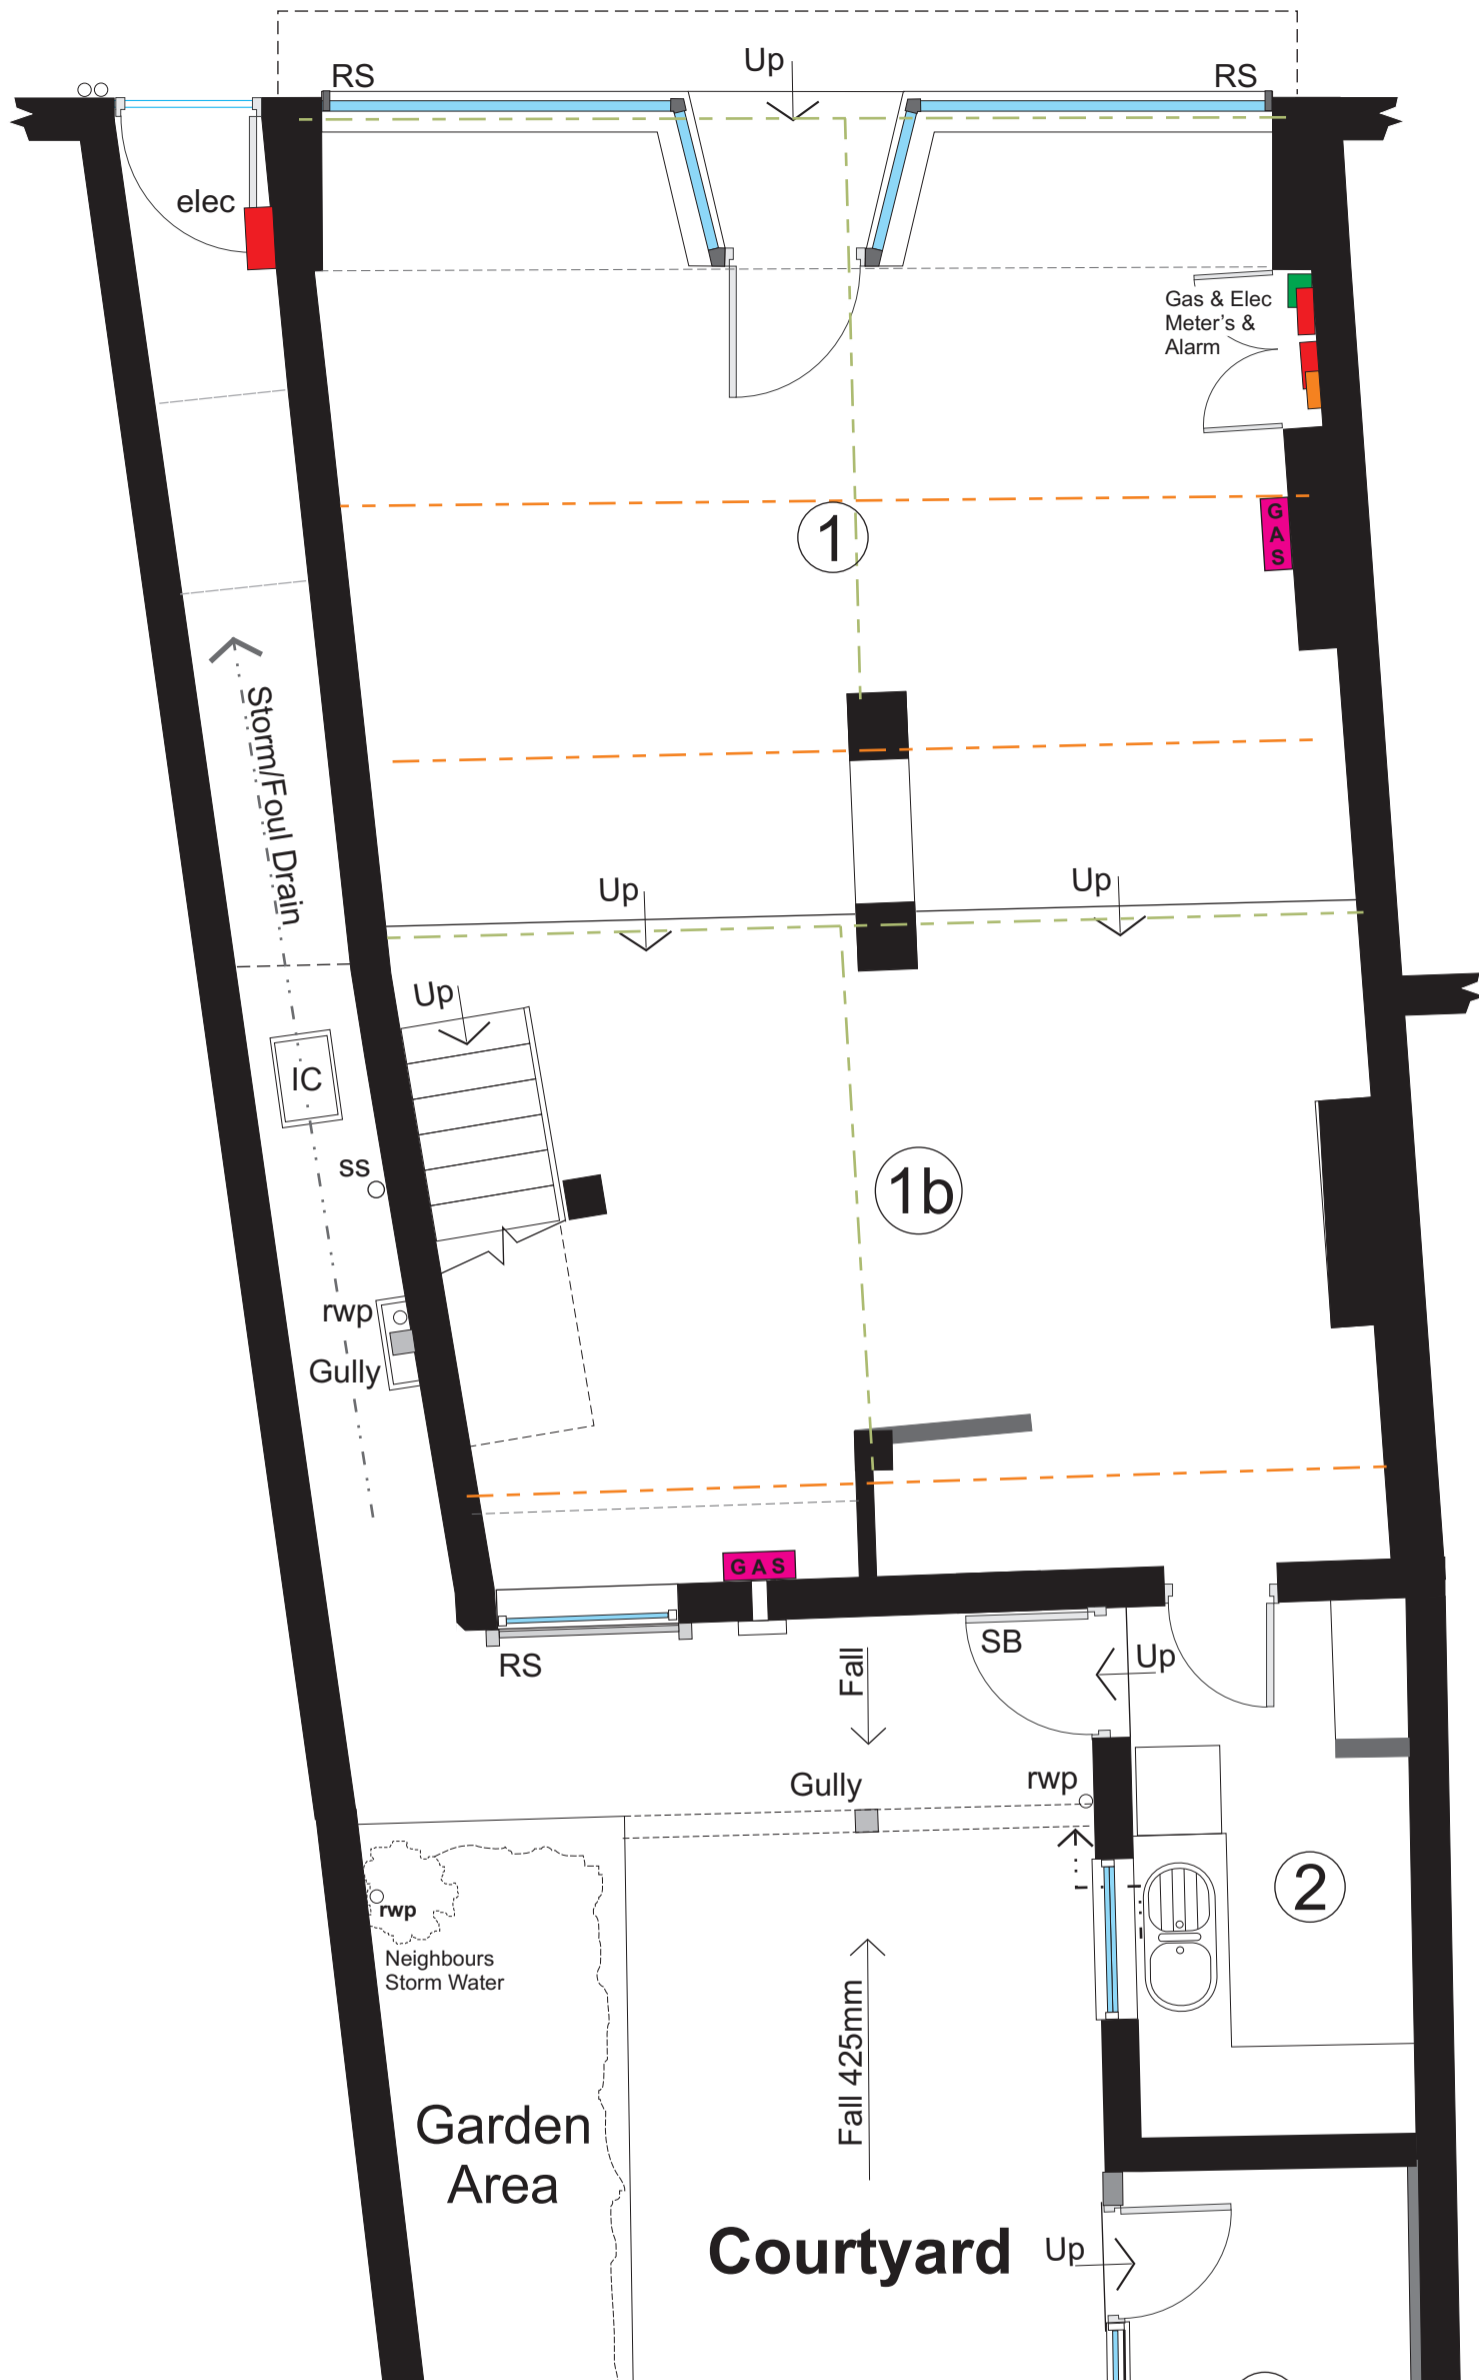 Up
RS
RS
elec
Gas & Elec
Meter's &
Alarm
1
GAS
Storm/Foul Drain
Up
Up
Up
IC
ss
1b
rwp
Gully
GAS
RS
SB
Up
Fall
Gully
rwp
2
rwp
Neighbours
Storm Water
Fall 425mm
Garden
Area
Courtyard
Up